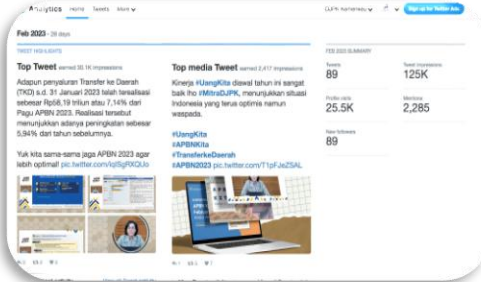 Analytics Home Tweets More
Sign up for Twitter Ads
Feb 2023 - 28 days
TWEET HIGHLIGHTS
Top Tweet earned 30.1K impressions
Adapun penyaluran Transfer ke Daerah
(TKD) s.d. 31 Januari 2023 telah terealisasi
sebesar Rp58,19 triliun atau 7,14% dari
Pagu APBN 2023. Realisasi tersebut
menunjukkan adanya peningkatan sebesar
5,94% dari tahun sebelumnya.
Yuk kita sama-sama jaga APBN 2023 agar
lebih optimal!
Top media Tweet earned 2,417 impressions
Kinerja #UangKita diawal tahun ini sangat
baik lho #MitraDJPK, menunjukkan situasi
Indonesia yang terus optimis namun
waspada.
#UangKita
#APBNKita
#TransferkeDaerah
#APBN2023
FEB 2023 SUMMARY
Tweets
89
Tweet impressions
125K
Profile visits
25.5K
Mentions
2,285
New followers
89